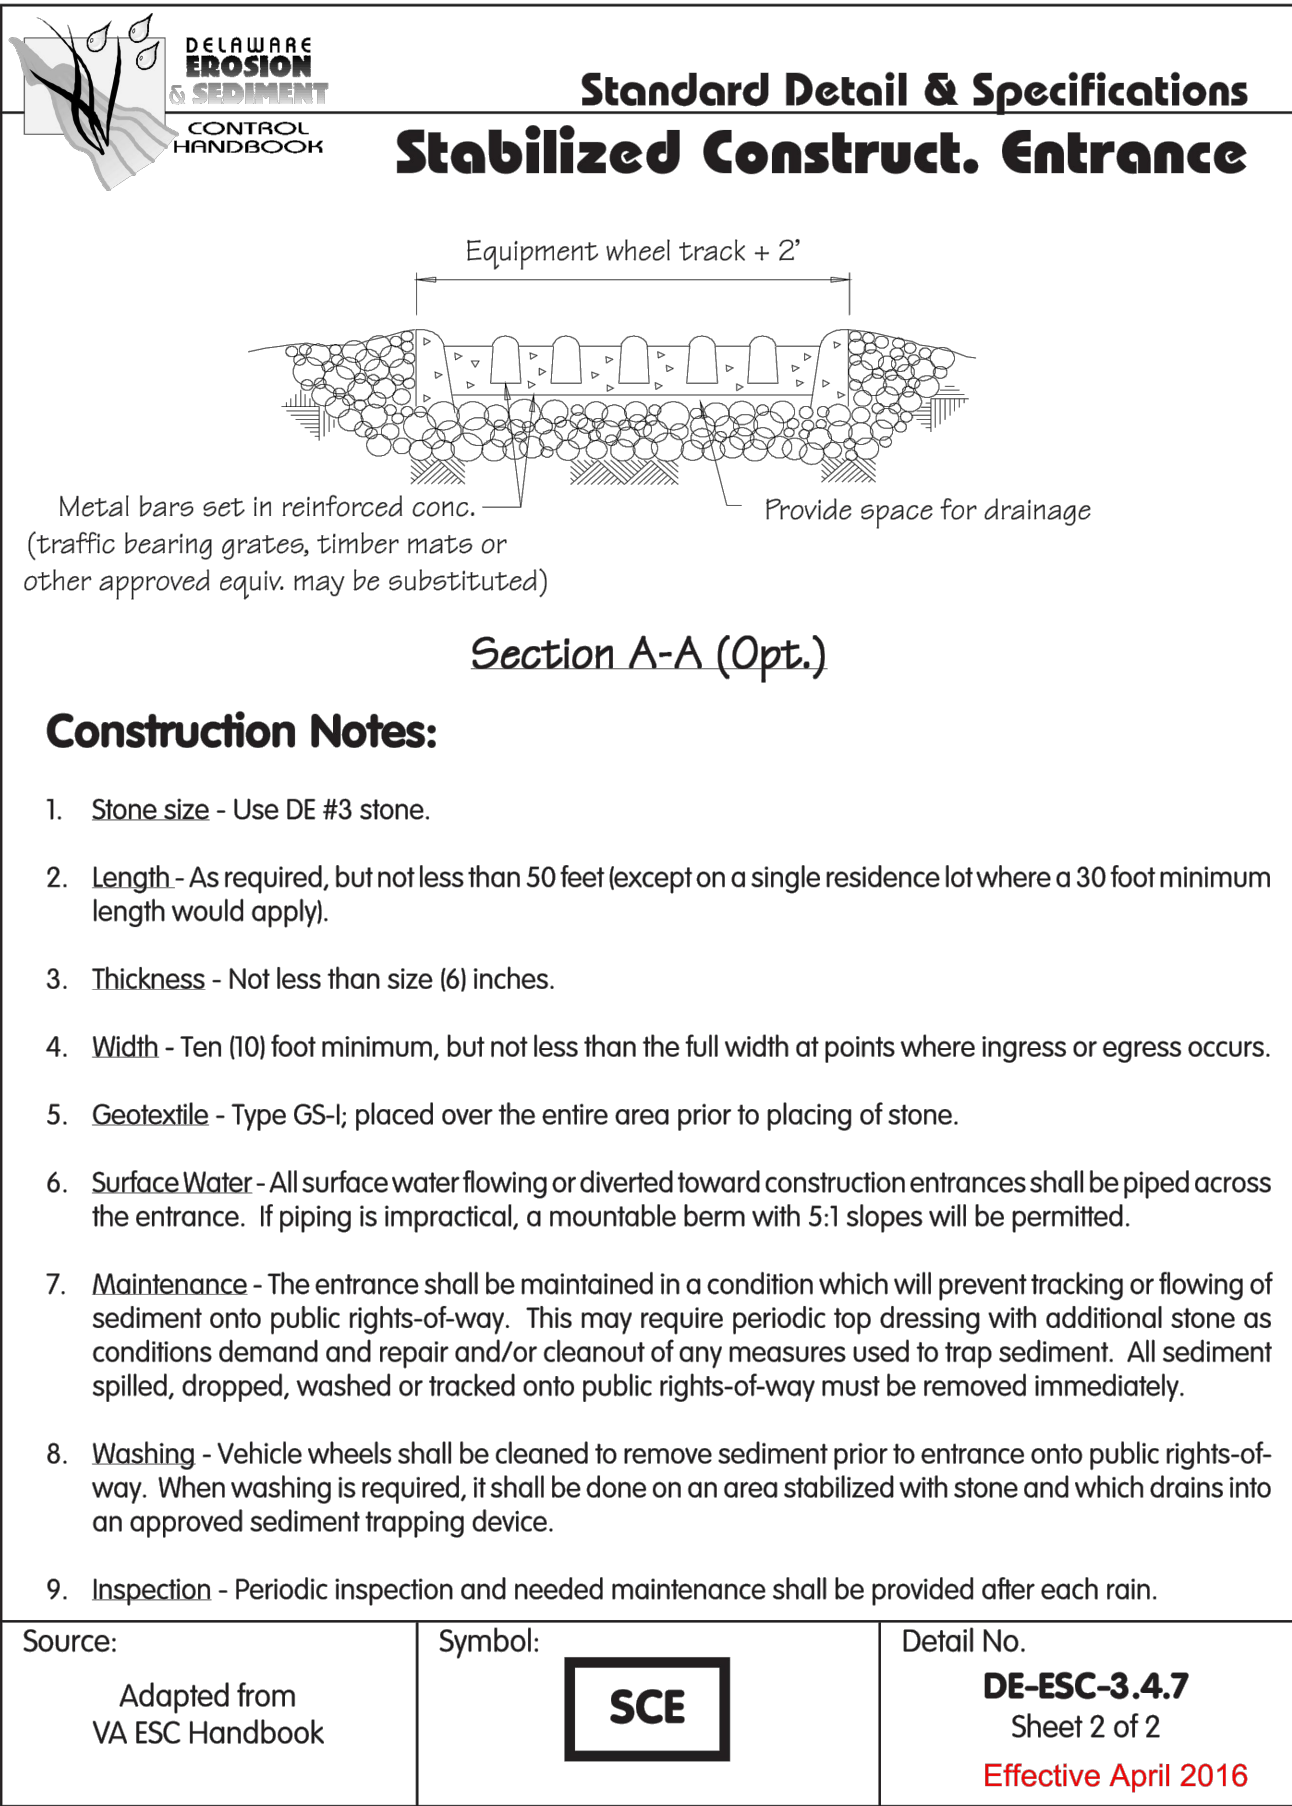 DELAWARE
EROSION
& SEDIMENT
CONTROL
HANDBOOK
Standard Detail & Specifications
Stabilized Construct. Entrance
Equipment wheel track + 2'
Metal bars set in reinforced conc.
(traffic bearing grates, timber mats or
other approved equiv. may be substituted)
Provide space for drainage
Section A-A (Opt.)
Construction Notes:
1. Stone size - Use DE #3 stone.
2. Length - As required, but not less than 50 feet (except on a single residence lot where a 30 foot minimum
length would apply).
3. Thickness - Not less than size (6) inches.
4. Width - Ten (10) foot minimum, but not less than the full width at points where ingress or egress occurs.
5. Geotextile - Type GS-I; placed over the entire area prior to placing of stone.
6. Surface Water - All surface water flowing or diverted toward construction entrances shall be piped across
the entrance. If piping is impractical, a mountable berm with 5:1 slopes will be permitted.
7. Maintenance - The entrance shall be maintained in a condition which will prevent tracking or flowing of
sediment onto public rights-of-way. This may require periodic top dressing with additional stone as
conditions demand and repair and/or cleanout of any measures used to trap sediment. All sediment
spilled, dropped, washed or tracked onto public rights-of-way must be removed immediately.
8. Washing - Vehicle wheels shall be cleaned to remove sediment prior to entrance onto public rights-of-
way. When washing is required, it shall be done on an area stabilized with stone and which drains into
an approved sediment trapping device.
9. Inspection - Periodic inspection and needed maintenance shall be provided after each rain.
Source:
Adapted from
VA ESC Handbook
Symbol:
SCE
Detail No.
DE-ESC-3.4.7
Sheet 2 of 2
Effective April 2016